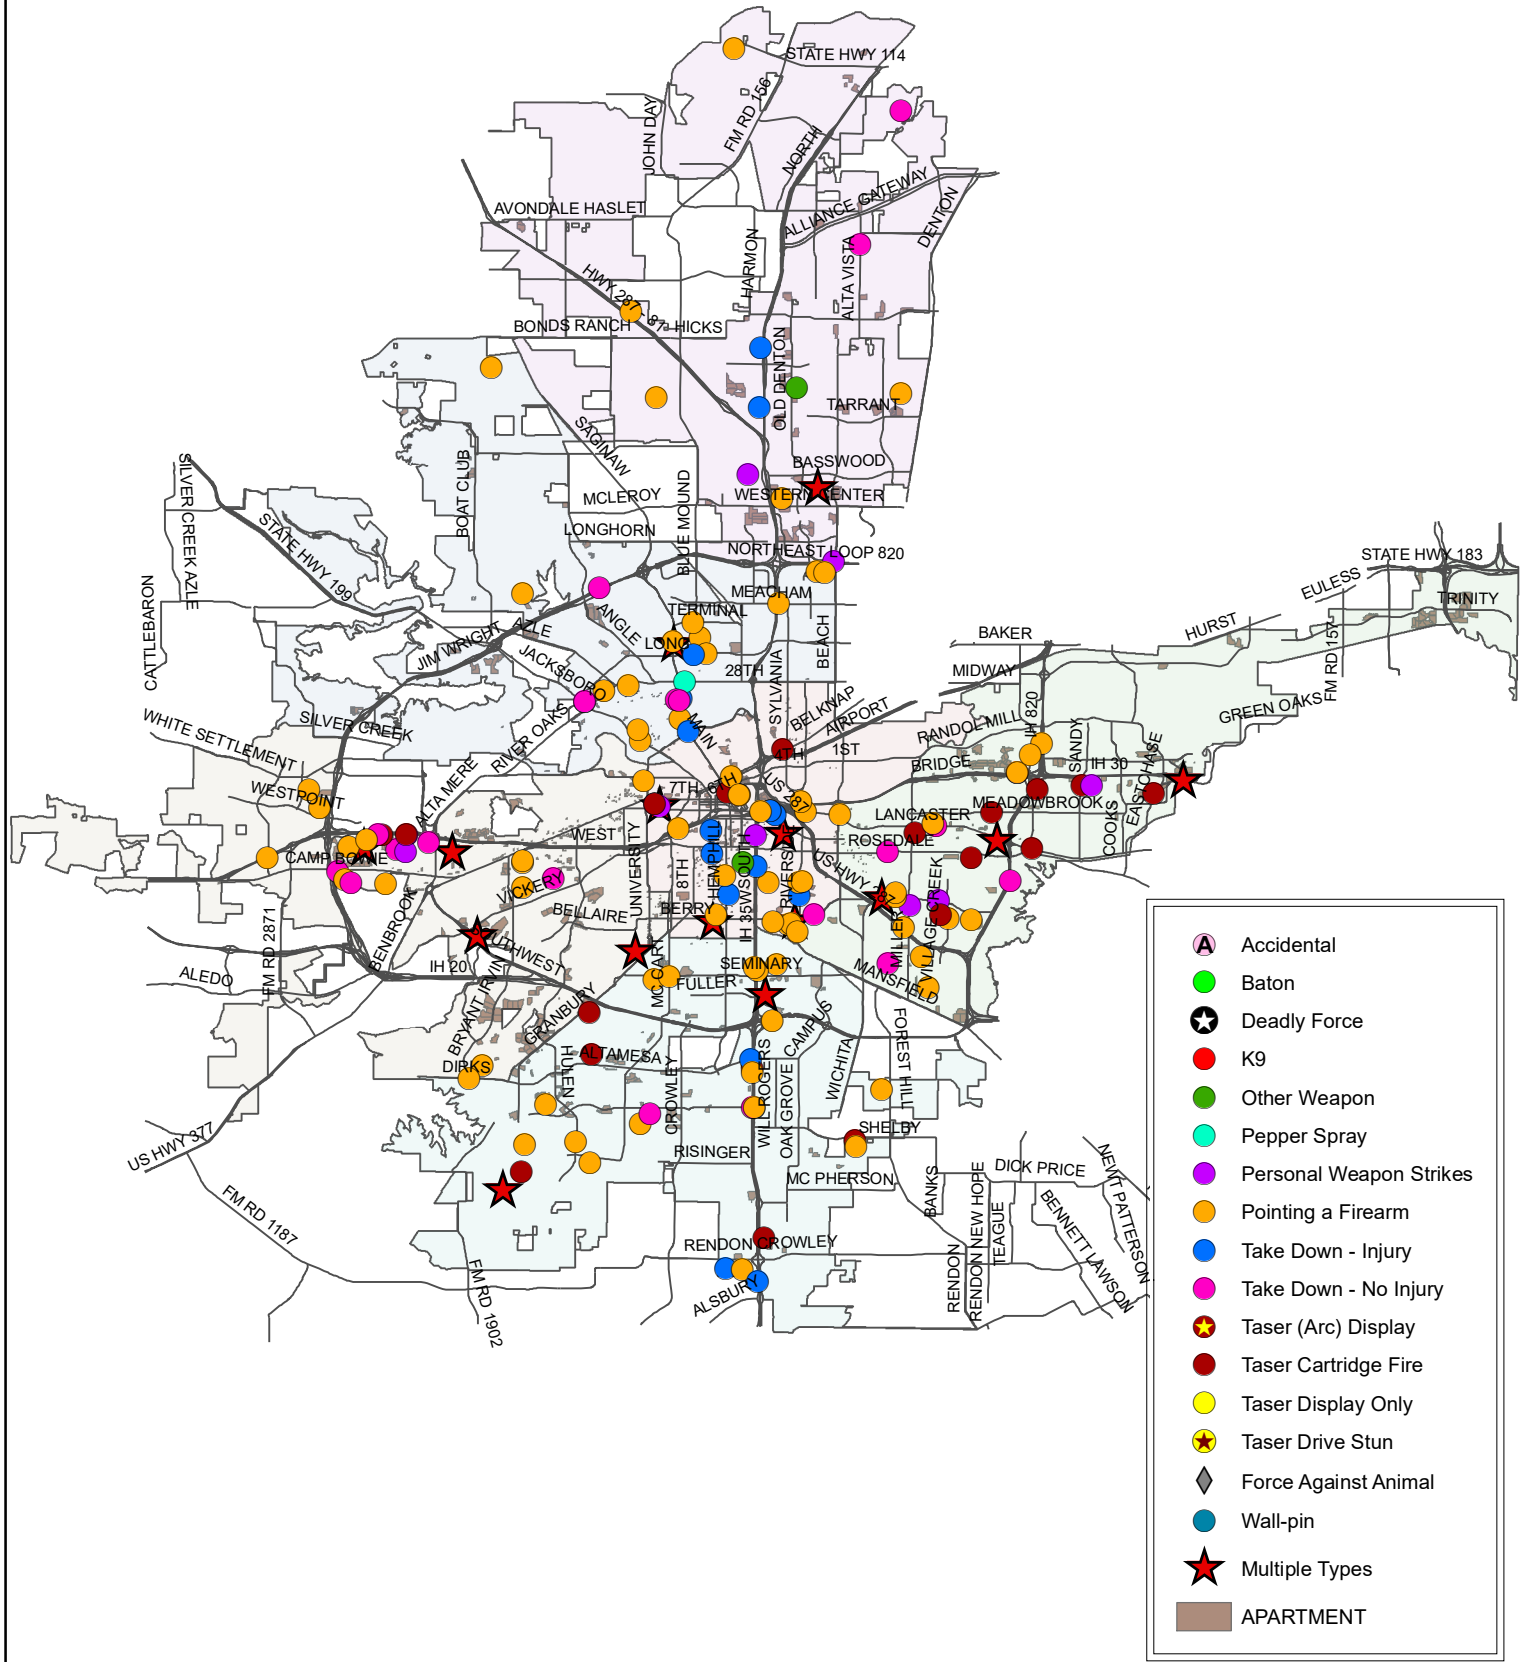 STATE HWY 114
JOHN DAY
FM RD 156
NORTH
ALLIANCE GATEWAY
DENTON
AVONDALE HASLET
HARMON
ALTA VISTA
HWY 287 - 87
BONDS RANCH
HICKS
OLD DENTON
TARRANT
SAGINAW
BOAT CLUB
BASSWOOD
SILVER CREEK AZLE
MCLEROY
BLUE MOUND
WESTERN CENTER
STATE HWY 199
LONGHORN
NORTHEAST LOOP 820
STATE HWY 183
CATTLEBARON
MEACHAM
EULESS
TRINITY
ANGLE
TERMINAL
AZLE
JIM WRIGHT
LONG
BEACH
BAKER
HURST
FM RD 157
JACKSBORO
28TH
SYLVANIA
MIDWAY
WHITE SETTLEMENT
SILVER CREEK
RIVER OAKS
MAIN
BELKNAP
AIRPORT
RANDOL MILL
IH 820
GREEN OAKS
4TH
1ST
BRIDGE
SANDY
IH 30
EASTCHASE
WESTPOINT
ALTA MERE
7TH
6TH
US 287
MEADOWBROOK
LANCASTER
COOKS
WEST
ROSEDALE
CAMP BOWIE
UNIVERSITY
8TH
HEMPHILL
IH 35W
SOUTH
RIVERSIDE
US HWY 287
VICKERY
BELLAIRE
BERRY
MILLER
VILLAGE CREEK
FM RD 2871
BENBROOK
SOUTHWEST
ALEDO
IH 20
BRYANT IRVIN
MC CART
FULLER
SEMINARY
MANSFIELD
GRANBURY
CAMPUS
WICHITA
FOREST HILL
DIRKS
HULEN
ALTAMESA
CROWLEY
WILL ROGERS
OAK GROVE
US HWY 377
SHELBY
RISINGER
MC PHERSON
BANKS
RENDON NEW HOPE
DICK PRICE
TEAGUE
BENNETT LAWSON
NEWT PATTERSON
FM RD 1187
RENDON CROWLEY
RENDON
FM RD 1902
ALSBURY
A Accidental
Baton
Deadly Force
K9
Other Weapon
Pepper Spray
Personal Weapon Strikes
Pointing a Firearm
Take Down - Injury
Take Down - No Injury
Taser (Arc) Display
Taser Cartridge Fire
Taser Display Only
Taser Drive Stun
Force Against Animal
Wall-pin
Multiple Types
APARTMENT